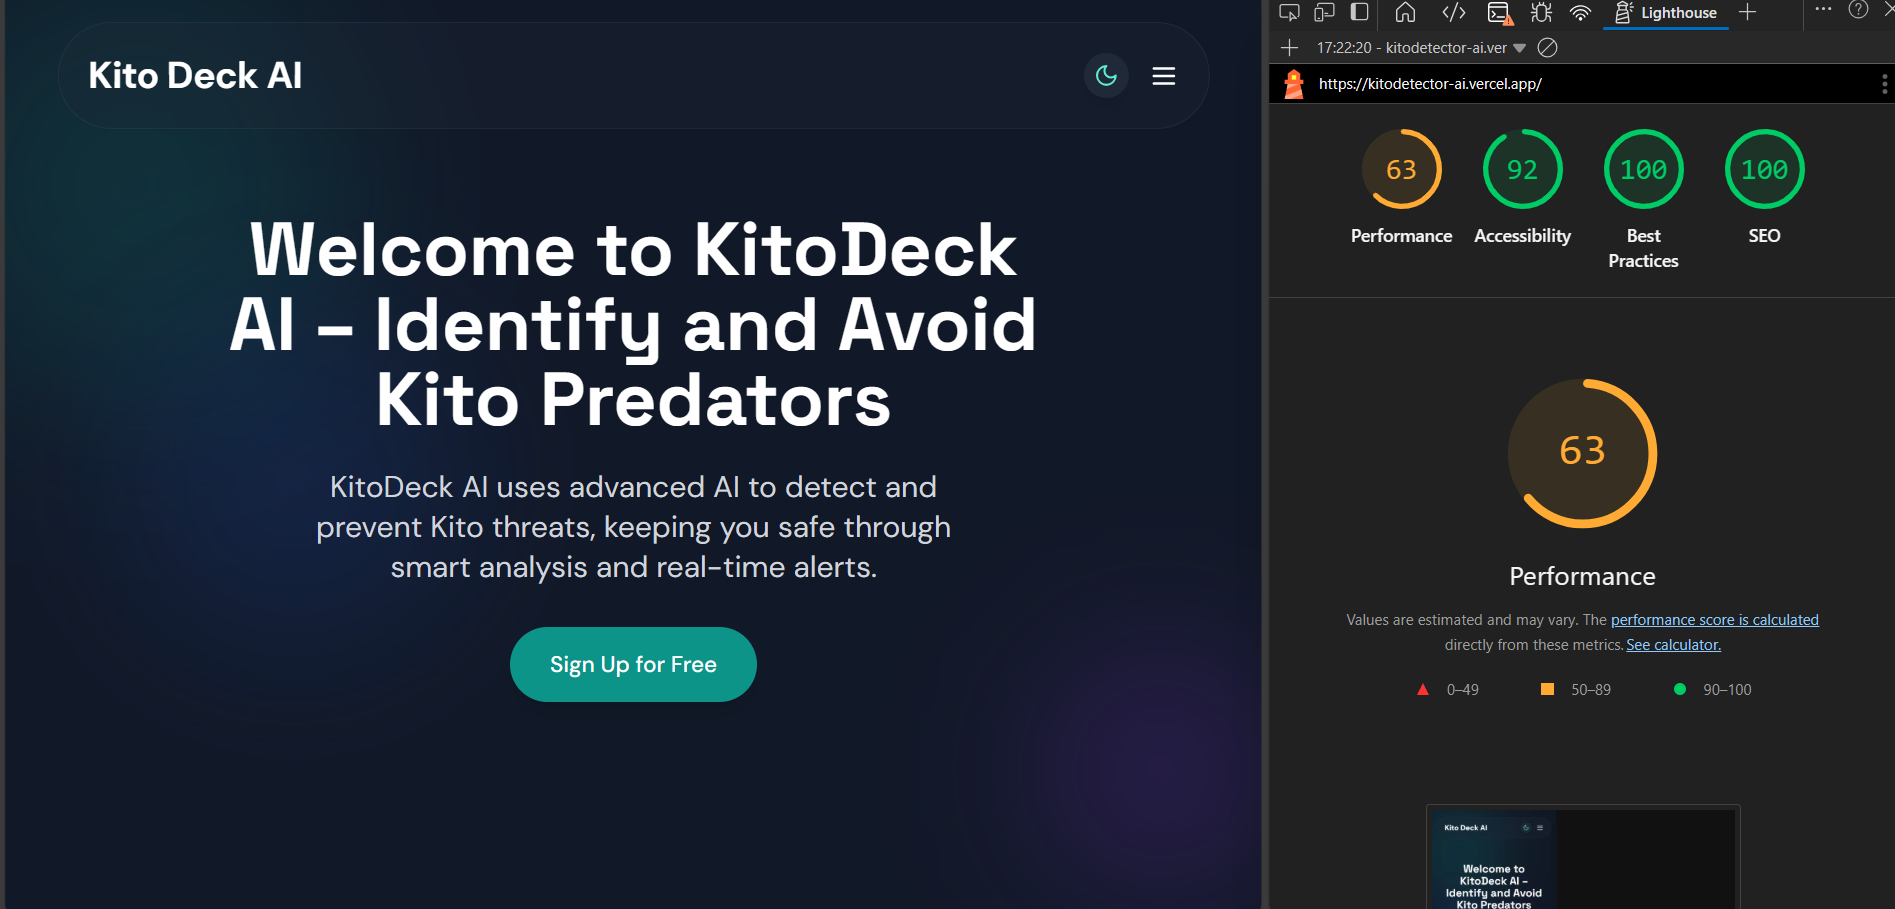 Kito Deck AI
Welcome to KitoDeck
AI – Identify and Avoid
Kito Predators
KitoDeck AI uses advanced AI to detect and
prevent Kito threats, keeping you safe through
smart analysis and real-time alerts.
Sign Up for Free
Lighthouse
17:22:20 - kitodetector-ai.ver
https://kitodetector-ai.vercel.app/
63
92
100
100
Performance
Accessibility
Best
Practices
SEO
63
Performance
Values are estimated and may vary. The performance score is calculated
directly from these metrics. See calculator.
0–49
50–89
90–100
Kito Deck AI
Welcome to
KitoDeck AI –
Identify and Avoid
Kito Predators